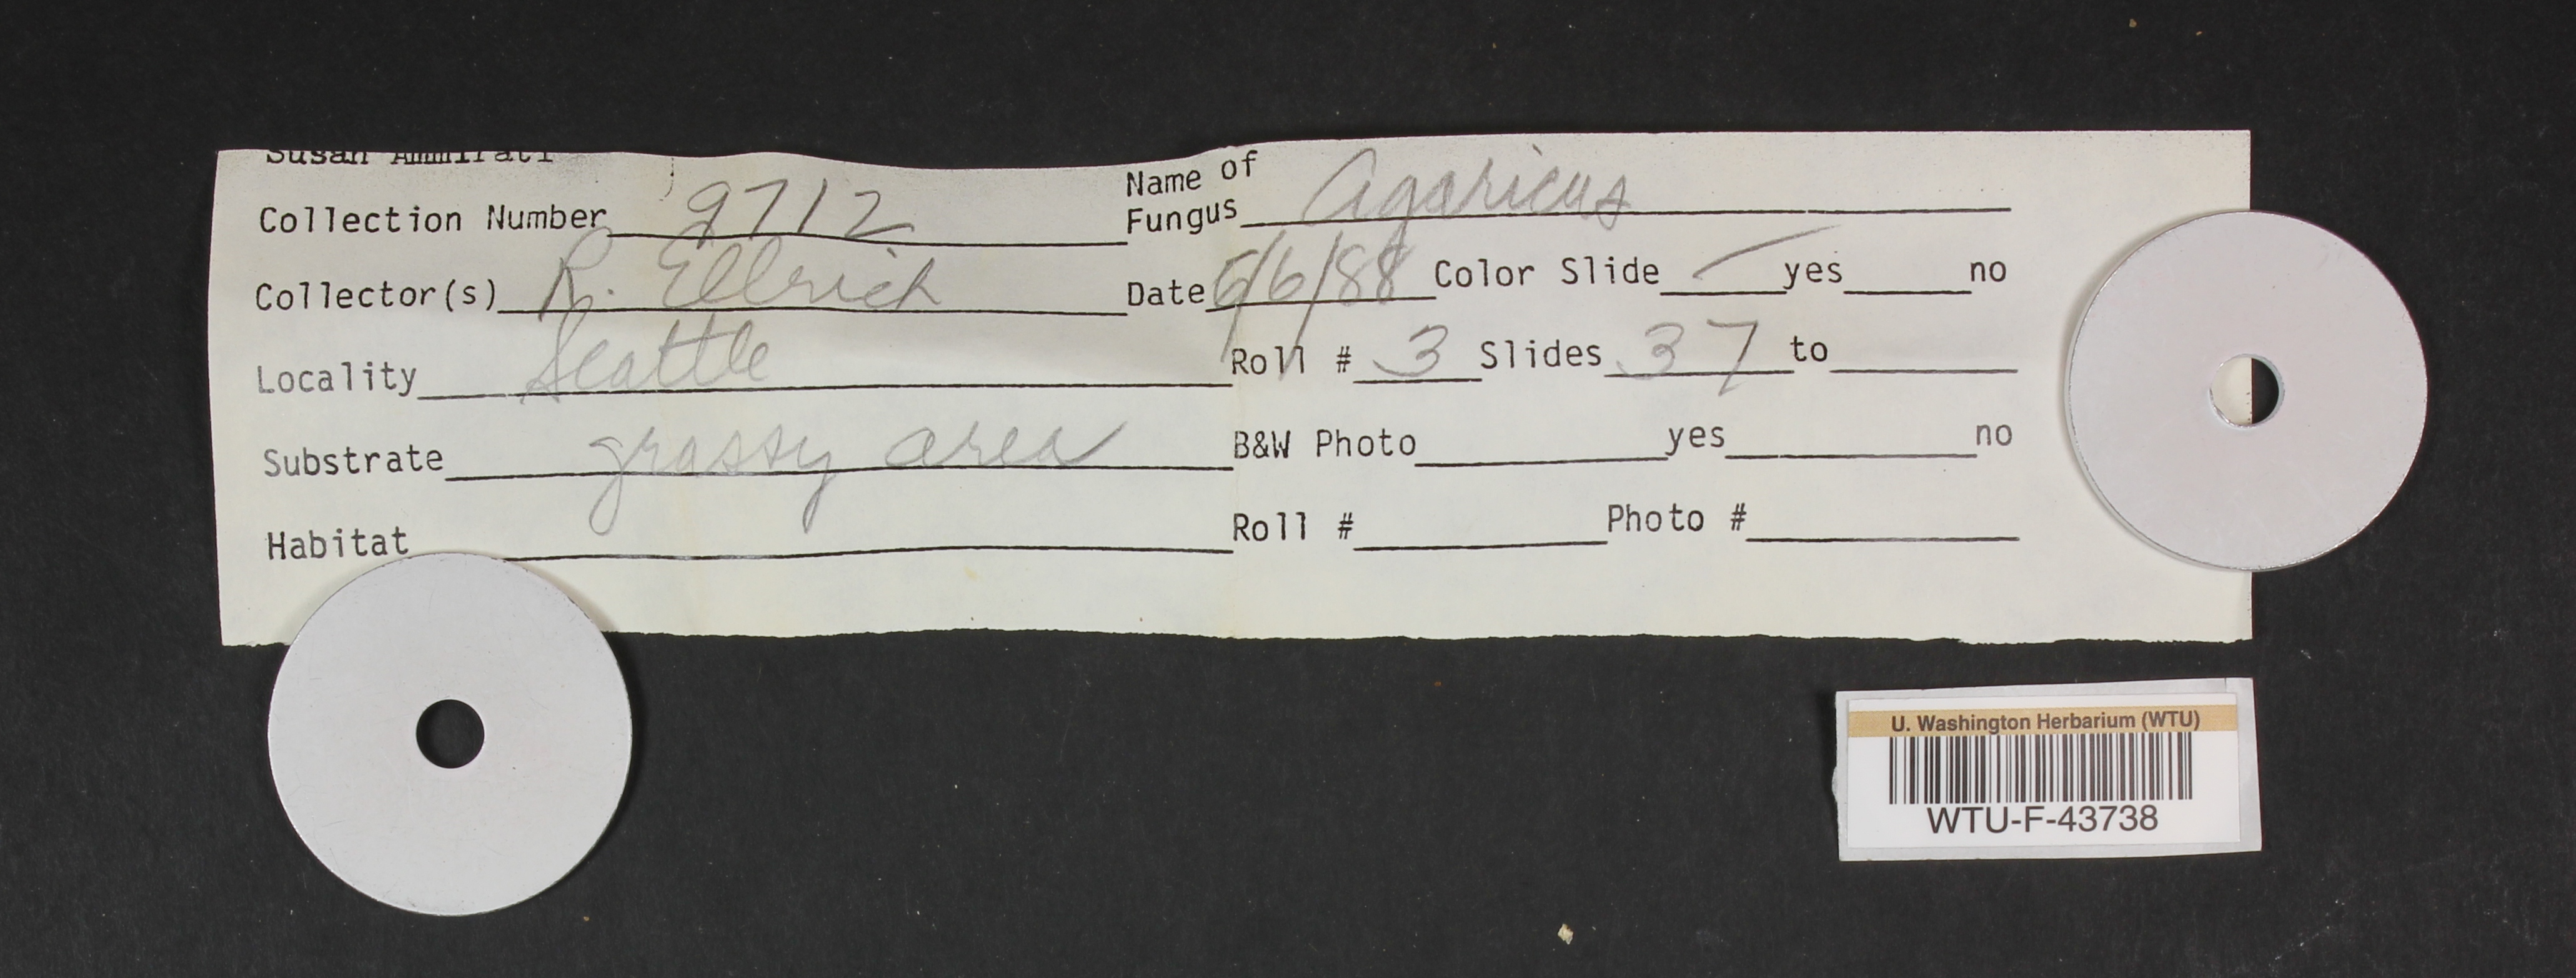 Susan Ammirati
Collection Number 9712 Name of Fungus Agaricus
Collector(s) R. Ellrich Date 5/6/88 Color Slide ✓ yes no
Locality Seattle Roll # 3 Slides 37 to
Substrate grassy area B&W Photo yes no
Habitat Roll # Photo #
U. Washington Herbarium (WTU)
WTU-F-43738